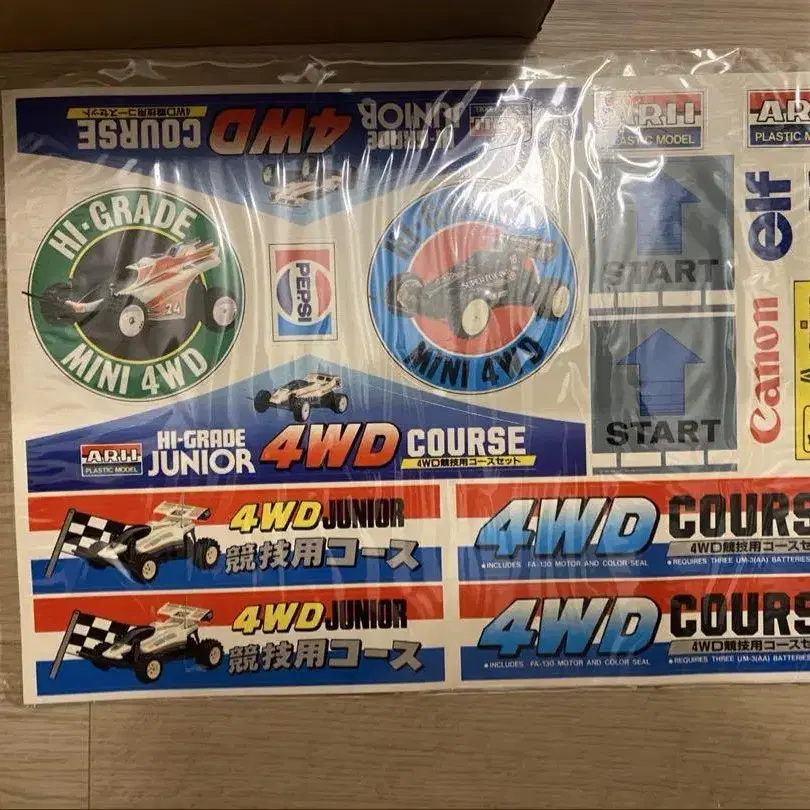 HI-GRADE
JUNIOR
4WD
COURSE
4WD競技用コースセット
ARII
PLASTIC MODEL
ARII
PLASTIC MODEL
HI-GRADE
24
MINI 4WD
PEPSI
MINI 4WD
START
START
elf
Canon
ARII
PLASTIC MODEL
HI-GRADE
JUNIOR
4WD
COURSE
4WD競技用コースセット
4WD JUNIOR
競技用コース
4WD
COURS
4WD競技用コースセッ
●INCLUDES FA-130 MOTOR AND COLOR SEAL
●REQUIRES THREE UM-3(AA) BATTERIES
4WD JUNIOR
競技用コース
4WD
COURS
4WD競技用コースセッ
●INCLUDES FA-130 MOTOR AND COLOR SEAL
●REQUIRES THREE UM-3(AA) BATTERIES